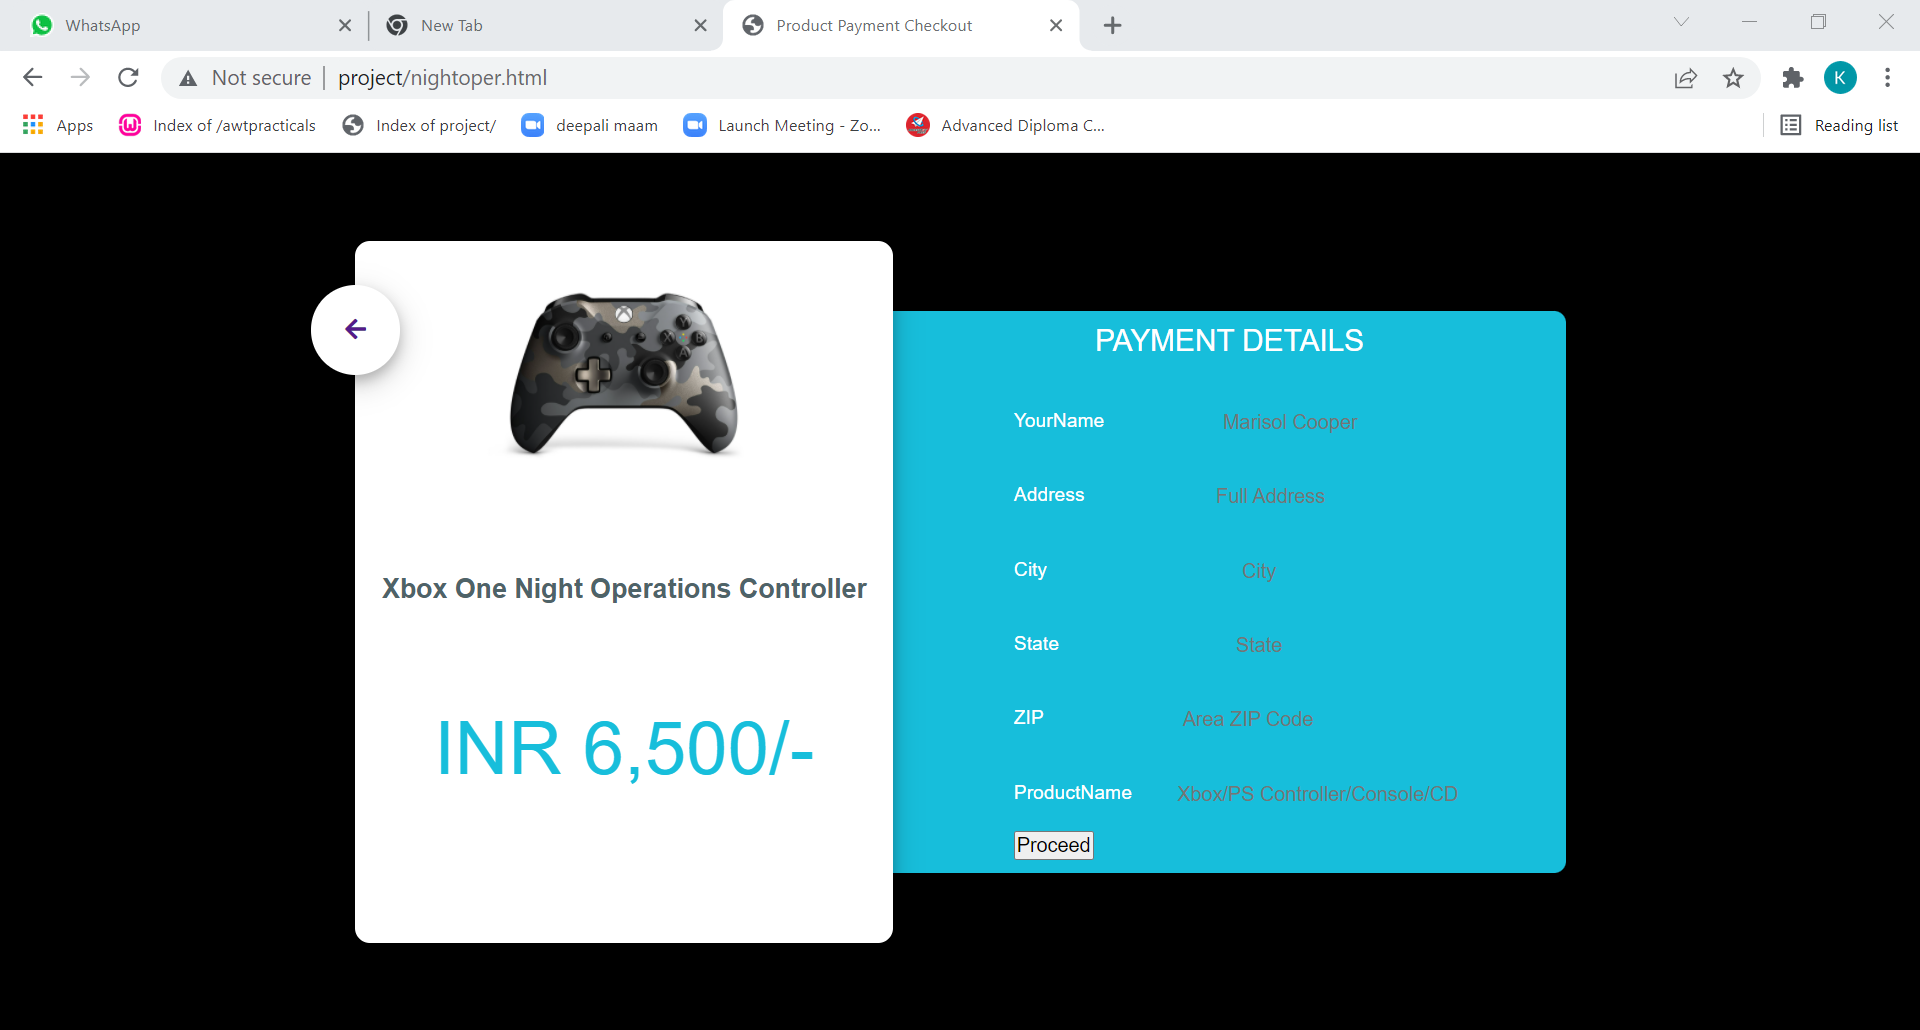 WhatsApp
New Tab
Product Payment Checkout
Not secure
project/nightoper.html
K
Apps
Index of /awtpracticals
Index of project/
deepali maam
Launch Meeting - Zo...
Advanced Diploma C...
Reading list
X Y B A
Xbox One Night Operations Controller
INR 6,500/-
PAYMENT DETAILS
YourName Marisol Cooper
Address Full Address
City City
State State
ZIP Area ZIP Code
ProductName Xbox/PS Controller/Console/CD
Proceed